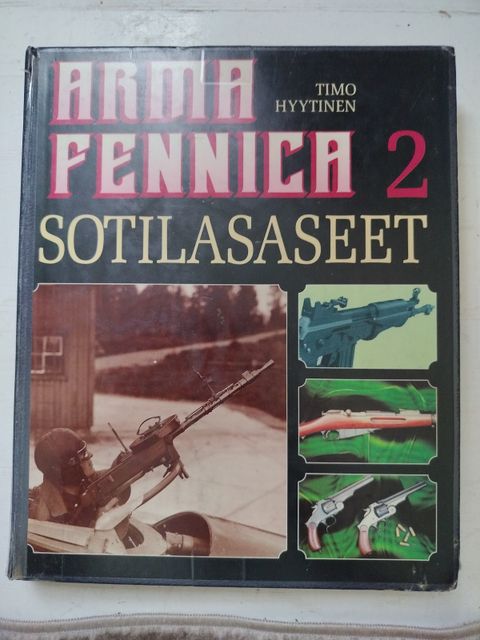 ARMA
TIMO
HYYTINEN
FENNICA 2
SOTILASASEET